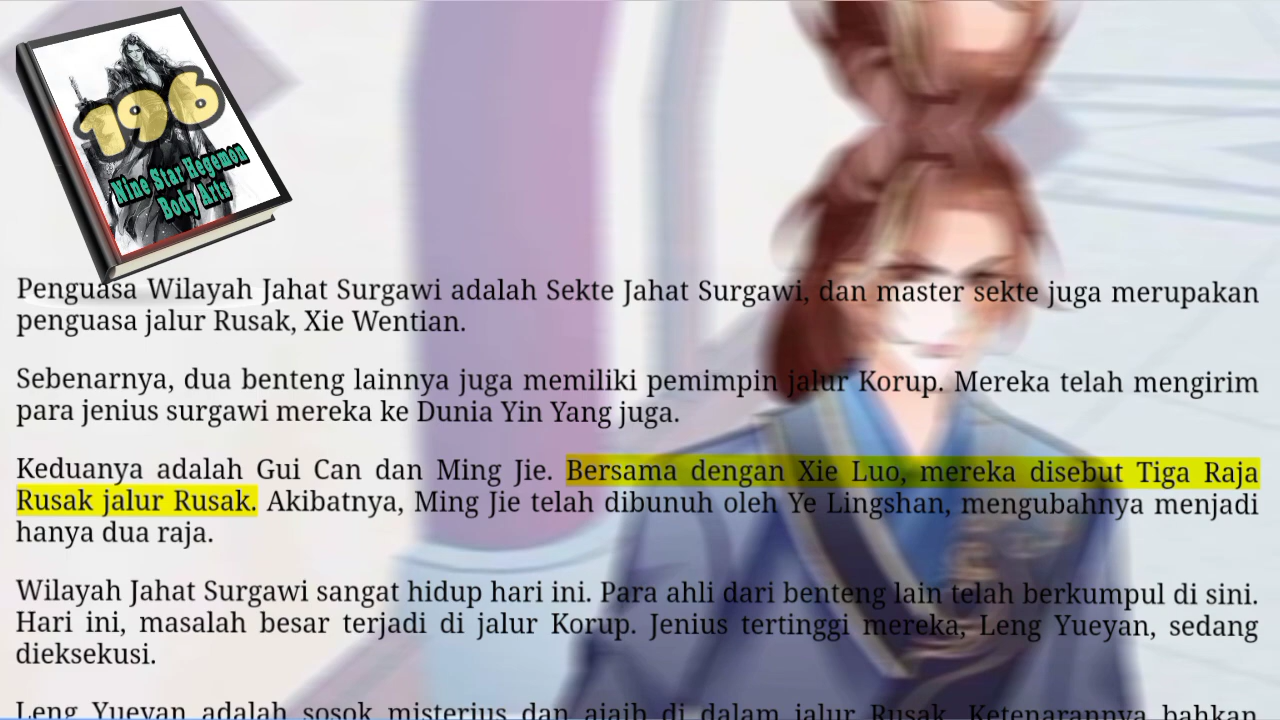 196
Nine Star Hegemon
Body Arts
Penguasa Wilayah Jahat Surgawi adalah Sekte Jahat Surgawi, dan master sekte juga merupakan
penguasa jalur Rusak, Xie Wentian.
Sebenarnya, dua benteng lainnya juga memiliki pemimpin jalur Korup. Mereka telah mengirim
para jenius surgawi mereka ke Dunia Yin Yang juga.
Keduanya adalah Gui Can dan Ming Jie. Bersama dengan Xie Luo, mereka disebut Tiga Raja
Rusak jalur Rusak. Akibatnya, Ming Jie telah dibunuh oleh Ye Lingshan, mengubahnya menjadi
hanya dua raja.
Wilayah Jahat Surgawi sangat hidup hari ini. Para ahli dari benteng lain telah berkumpul di sini.
Hari ini, masalah besar terjadi di jalur Korup. Jenius tertinggi mereka, Leng Yueyan, sedang
dieksekusi.
Leng Yueyan adalah sosok misterius dan ajaib di dalam jalur Rusak. Ketenarannya bahkan